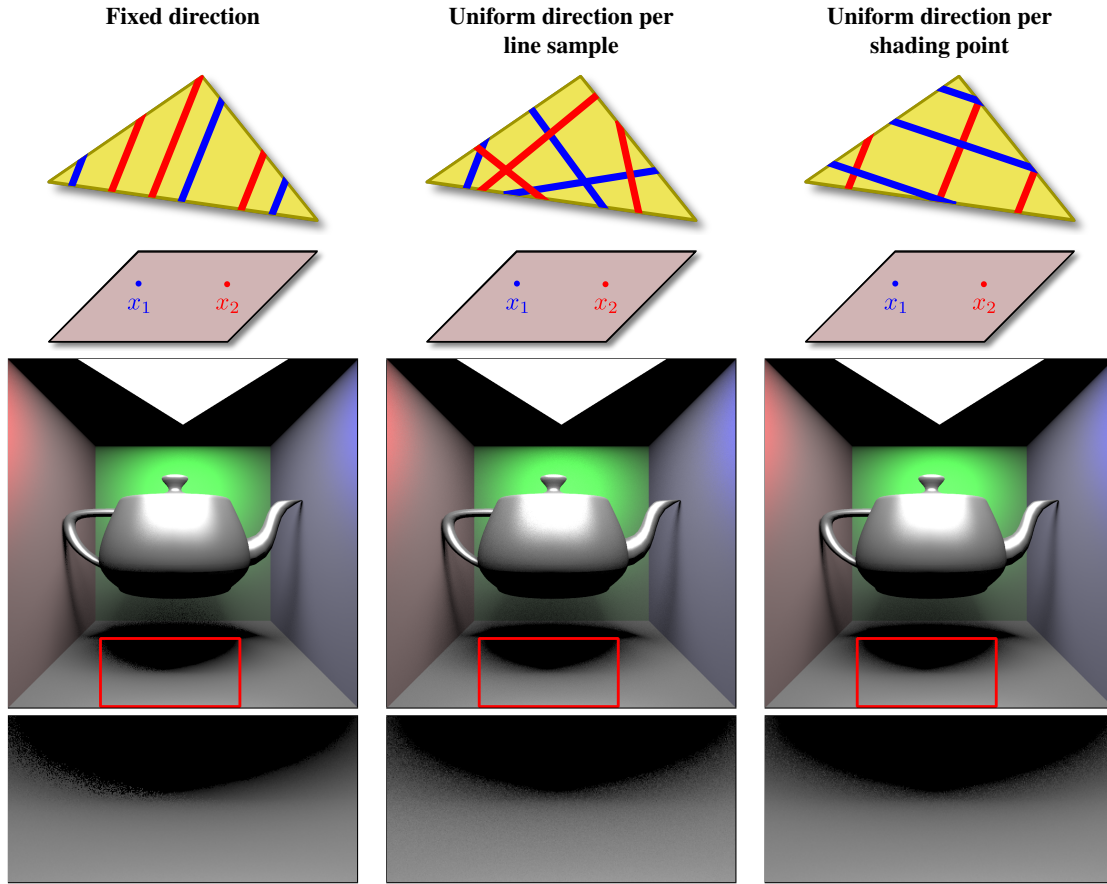 Fixed direction
Uniform direction per
line sample
Uniform direction per
shading point
x₁
x₂
x₁
x₂
x₁
x₂